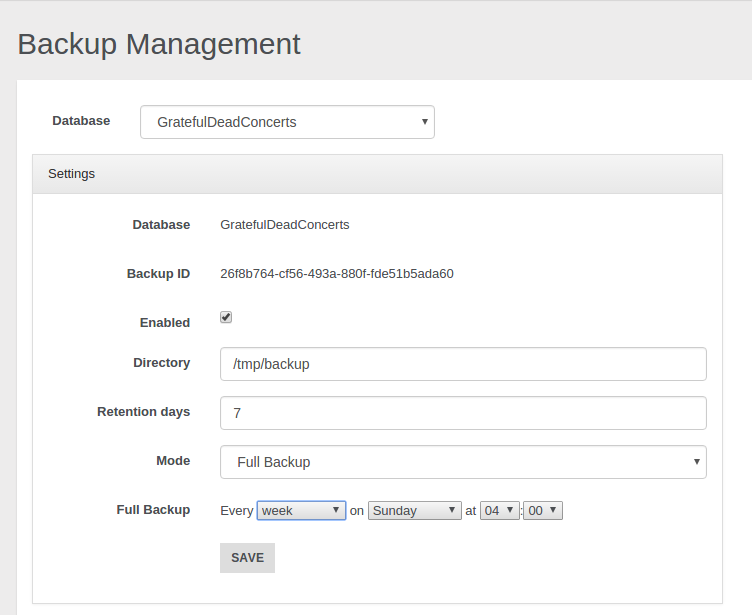 Backup Management
Database GratefulDeadConcerts
Settings
Database GratefulDeadConcerts
Backup ID 26f8b764-cf56-493a-880f-fde51b5ada60
Enabled
Directory /tmp/backup
Retention days 7
Mode Full Backup
Full Backup Every week on Sunday at 04 : 00
SAVE